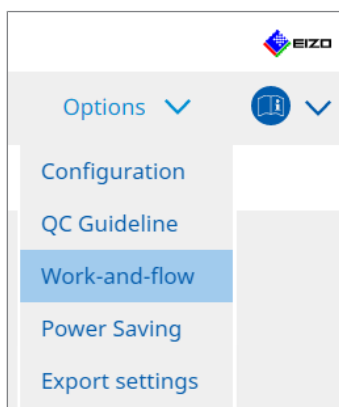 EIZO
Options
Configuration
QC Guideline
Work-and-flow
Power Saving
Export settings